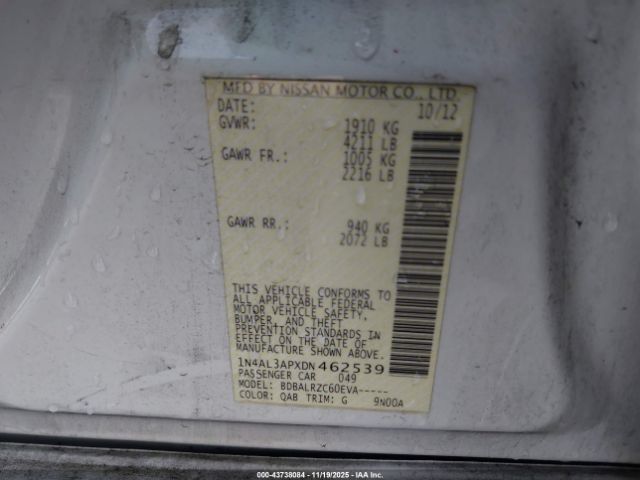 MFD BY NISSAN MOTOR CO., LTD.
DATE: 10/12
GVWR: 1910 KG
4211 LB
GAWR FR.: 1005 KG
2216 LB
GAWR RR.: 940 KG
2072 LB
THIS VEHICLE CONFORMS TO
ALL APPLICABLE FEDERAL
MOTOR VEHICLE SAFETY,
BUMPER, AND THEFT
PREVENTION STANDARDS IN
EFFECT ON THE DATE OF
MANUFACTURE SHOWN ABOVE.
1N4AL3APXDN462539
PASSENGER CAR 049
MODEL: BDBALRZC60EVA-----
COLOR: QAB TRIM: G 9N00A
000-43738084 - 11/19/2025 - IAAI.COM